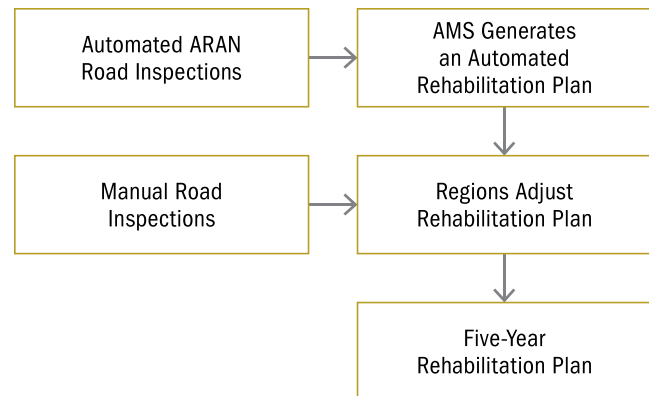 Automated ARAN
Road Inspections
AMS Generates
an Automated
Rehabilitation Plan
Manual Road
Inspections
Regions Adjust
Rehabilitation Plan
Five-Year
Rehabilitation Plan